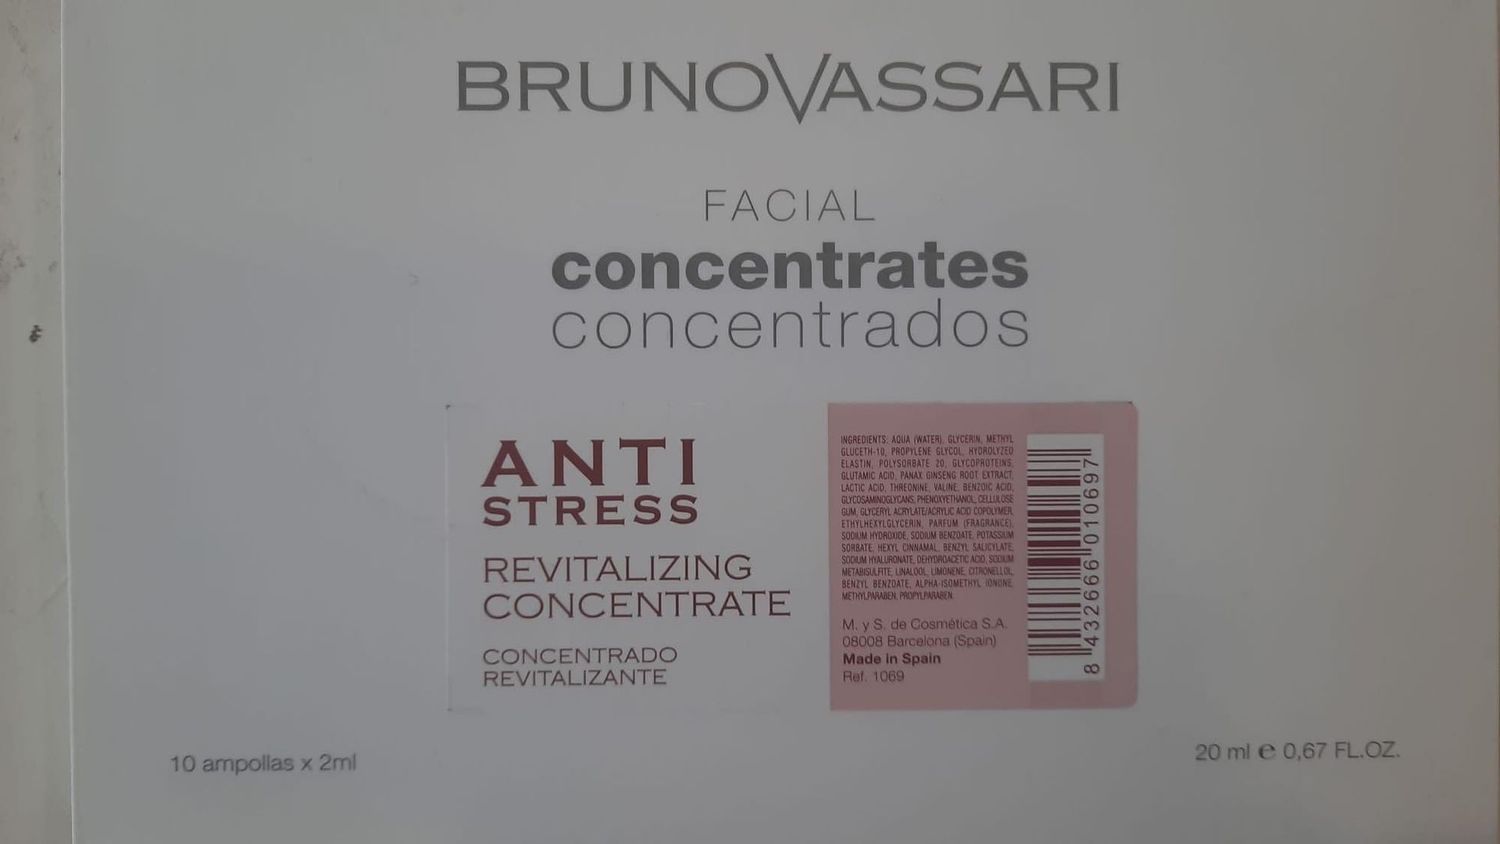 BRUNOVASSARI
FACIAL
concentrates
concentrados
ANTI
STRESS
REVITALIZING
CONCENTRATE
CONCENTRADO
REVITALIZANTE
INGREDIENTS: AQUA (WATER), GLYCERIN, METHYL
GLUCETH-10, PROPYLENE GLYCOL, HYDROLYZED
ELASTIN, POLYSORBATE 20, GLYCOPROTEINS,
GLUTAMIC ACID, PANAX GINSENG ROOT EXTRACT,
LACTIC ACID, THREONINE, VALINE, BENZOIC ACID,
GLYCOSAMINOGLYCANS, PHENOXYETHANOL, CELLULOSE
GUM, GLYCERYL ACRYLATE/ACRYLIC ACID COPOLYMER,
ETHYLHEXYLGLYCERIN, PARFUM (FRAGRANCE),
SODIUM HYDROXIDE, SODIUM BENZOATE, POTASSIUM
SORBATE, HEXYL CINNAMAL, BENZYL SALICYLATE,
SODIUM HYALURONATE, DEHYDROACETIC ACID, SODIUM
METABISULFITE, LINALOOL, LIMONENE, CITRONELLOL,
BENZYL BENZOATE, ALPHA-ISOMETHYL IONONE,
METHYLPARABEN, PROPYLPARABEN.
M. y S. de Cosmética S.A.
08008 Barcelona (Spain)
Made in Spain
Ref. 1069
8 432666 010697
10 ampollas x 2ml
20 ml e 0,67 FL.OZ.